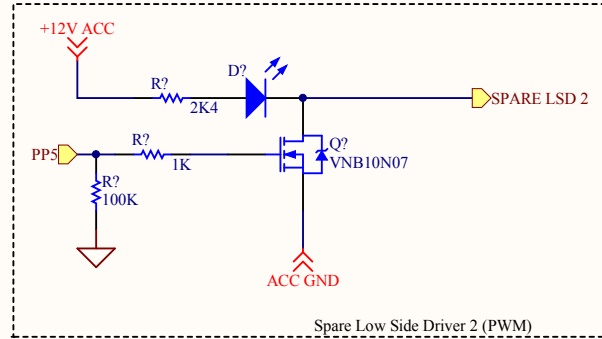 +12V ACC
R?
2K4
D?
SPARE LSD 2
PP5
R?
1K
Q?
VNB10N07
R?
100K
ACC GND
Spare Low Side Driver 2 (PWM)